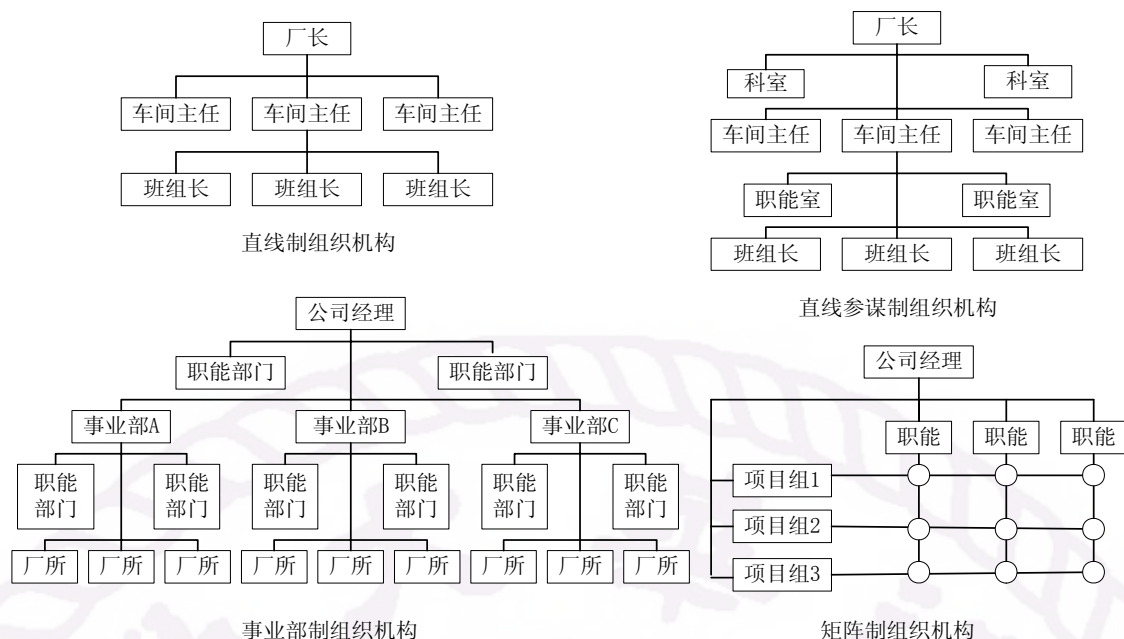 厂长
车间主任 车间主任 车间主任
班组长 班组长 班组长
直线制组织机构
厂长
科室 科室
车间主任 车间主任 车间主任
职能室 职能室
班组长 班组长 班组长
直线参谋制组织机构
公司经理
职能部门 职能部门
事业部A 事业部B 事业部C
职能 职能 职能 职能 职能 职能
部门 部门 部门 部门 部门 部门
厂所 厂所 厂所 厂所 厂所 厂所 厂所 厂所 厂所
事业部制组织机构
公司经理
职能 职能 职能
项目组1
项目组2
项目组3
矩阵制组织机构